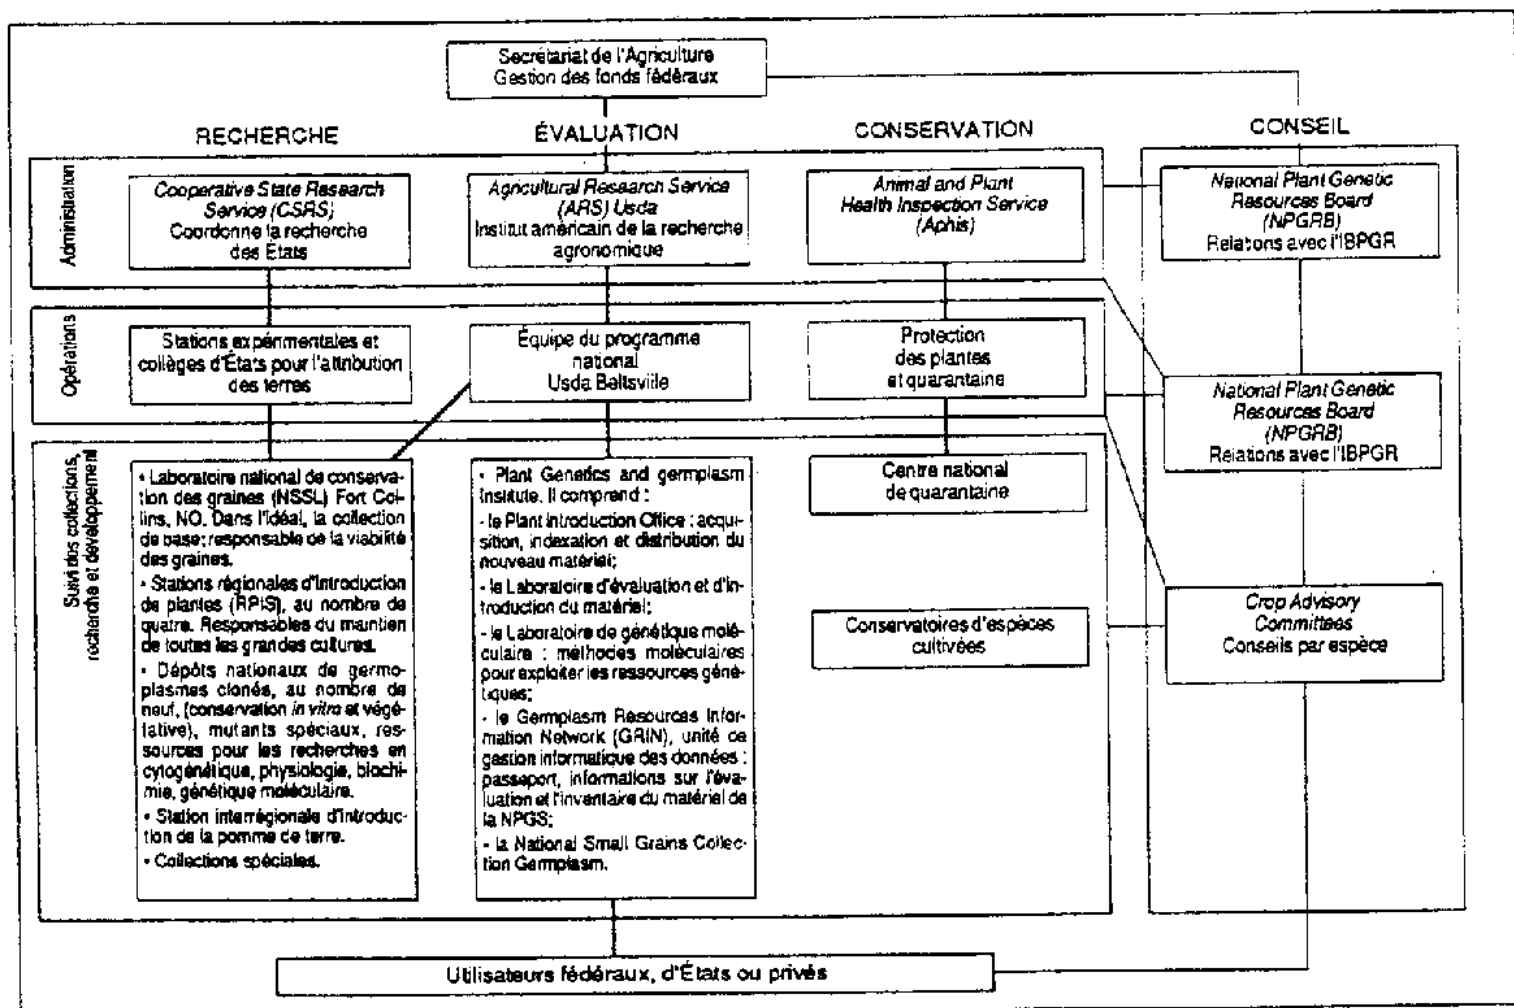 Secrétariat de l'Agriculture
Gestion des fonds fédéraux
RECHERCHE
ÉVALUATION
CONSERVATION
CONSEIL
Administration
Cooperative State Research
Service (CSRS)
Coordonne la recherche
des États
Agricultural Research Service
(ARS) Usda
Institut américain de la recherche
agronomique
Animal and Plant
Health Inspection Service
(Aphis)
National Plant Genetic
Resources Board
(NPGRB)
Relations avec l'IBPGR
Opérations
Stations expérimentales et
collèges d'États pour l'attribution
des terres
Équipe du programme
national
Usda Beltsville
Protection
des plantes
et quarantaine
National Plant Genetic
Resources Board
(NPGRB)
Relations avec l'IBPGR
Suivi des collections,
recherche et développement
• Laboratoire national de conserva-
tion des graines (NSSL) Fort Col-
lins, NO. Dans l'idéal, la collection
de base; responsable de la viabilité
des graines.
• Stations régionales d'introduction
de plantes (RPIS), au nombre de
quatre. Responsables du maintien
de toutes les grandes cultures.
• Dépôts nationaux de germo-
plasmes clonés, au nombre de
neuf, (conservation in vitro et végé-
tative), mutants spéciaux, res-
sources pour les recherches en
cytogénétique, physiologie, biochi-
mie, génétique moléculaire.
• Station interrégionale d'introduc-
tion de la pomme de terre.
• Collections spéciales.
• Plant Genetics and germplasm
Institute. Il comprend :
- le Plant Introduction Office : acqui-
sition, indexation et distribution du
nouveau matériel;
- le Laboratoire d'évaluation et d'in-
troduction du matériel;
- le Laboratoire de génétique molé-
culaire : méthodes moléculaires
pour exploiter les ressources géné-
tiques;
- le Germplasm Resources Infor-
mation Network (GRIN), unité de
gestion informatique des données :
passeport, informations sur l'éva-
luation et l'inventaire du matériel de
la NPGS;
- la National Small Grains Collec-
tion Germplasm.
Centre national
de quarantaine
Conservatoires d'espèces
cultivées
Crop Advisory
Committees
Conseils par espèce
Utilisateurs fédéraux, d'États ou privés